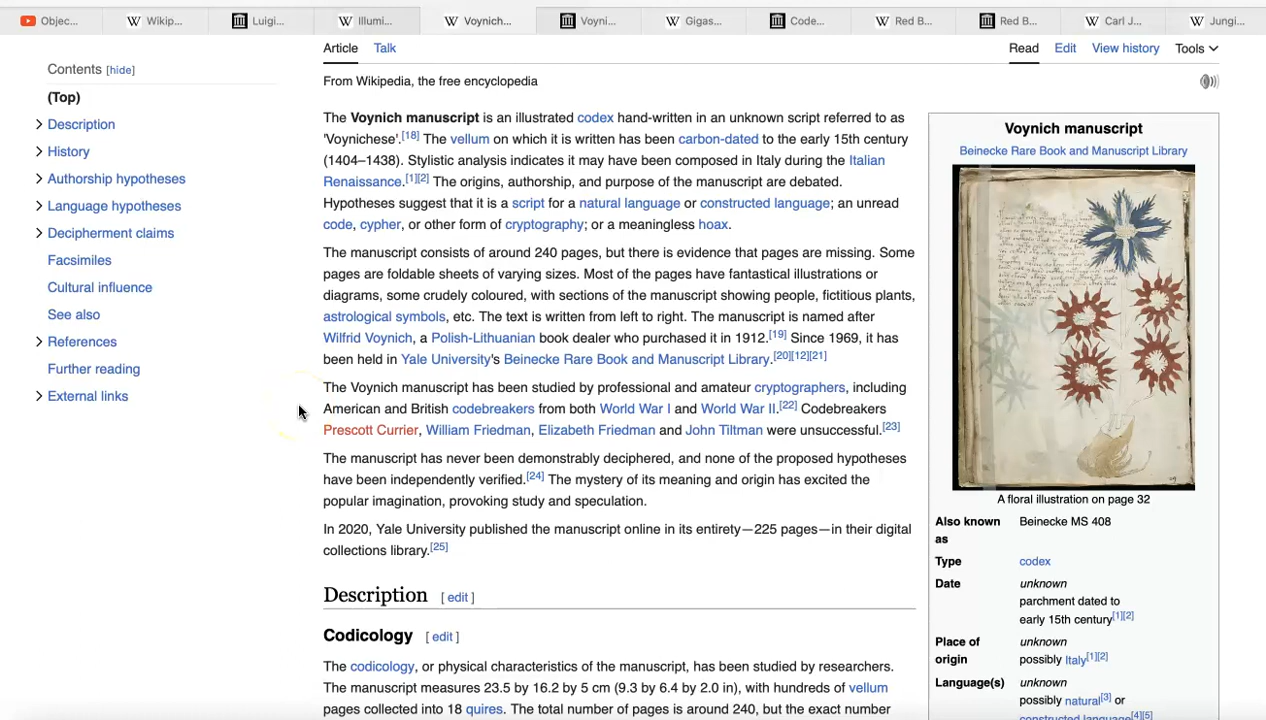 Objec...
Wikip...
Luigi...
Illumi...
Voynich...
Voyni...
Gigas...
Code...
Red B...
Red B...
Carl J...
Jungi...
Article
Talk
Read
Edit
View history
Tools
Contents [hide]
(Top)
Description
History
Authorship hypotheses
Language hypotheses
Decipherment claims
Facsimiles
Cultural influence
See also
References
Further reading
External links
From Wikipedia, the free encyclopedia
The Voynich manuscript is an illustrated codex hand-written in an unknown script referred to as
'Voynichese'.[18] The vellum on which it is written has been carbon-dated to the early 15th century
(1404–1438). Stylistic analysis indicates it may have been composed in Italy during the Italian
Renaissance.[1][2] The origins, authorship, and purpose of the manuscript are debated.
Hypotheses suggest that it is a script for a natural language or constructed language; an unread
code, cypher, or other form of cryptography; or a meaningless hoax.
The manuscript consists of around 240 pages, but there is evidence that pages are missing. Some
pages are foldable sheets of varying sizes. Most of the pages have fantastical illustrations or
diagrams, some crudely coloured, with sections of the manuscript showing people, fictitious plants,
astrological symbols, etc. The text is written from left to right. The manuscript is named after
Wilfrid Voynich, a Polish-Lithuanian book dealer who purchased it in 1912.[19] Since 1969, it has
been held in Yale University's Beinecke Rare Book and Manuscript Library.[20][12][21]
The Voynich manuscript has been studied by professional and amateur cryptographers, including
American and British codebreakers from both World War I and World War II.[22] Codebreakers
Prescott Currier, William Friedman, Elizabeth Friedman and John Tiltman were unsuccessful.[23]
The manuscript has never been demonstrably deciphered, and none of the proposed hypotheses
have been independently verified.[24] The mystery of its meaning and origin has excited the
popular imagination, provoking study and speculation.
In 2020, Yale University published the manuscript online in its entirety—225 pages—in their digital
collections library.[25]
Description [ edit ]
Codicology [ edit ]
The codicology, or physical characteristics of the manuscript, has been studied by researchers.
The manuscript measures 23.5 by 16.2 by 5 cm (9.3 by 6.4 by 2.0 in), with hundreds of vellum
pages collected into 18 quires. The total number of pages is around 240, but the exact number
Voynich manuscript
Beinecke Rare Book and Manuscript Library
A floral illustration on page 32
Also known as
Beinecke MS 408
Type
codex
Date
unknown
parchment dated to
early 15th century[1][2]
Place of origin
unknown
possibly Italy[1][2]
Language(s)
unknown
possibly natural[3] or
constructed language[4][5]